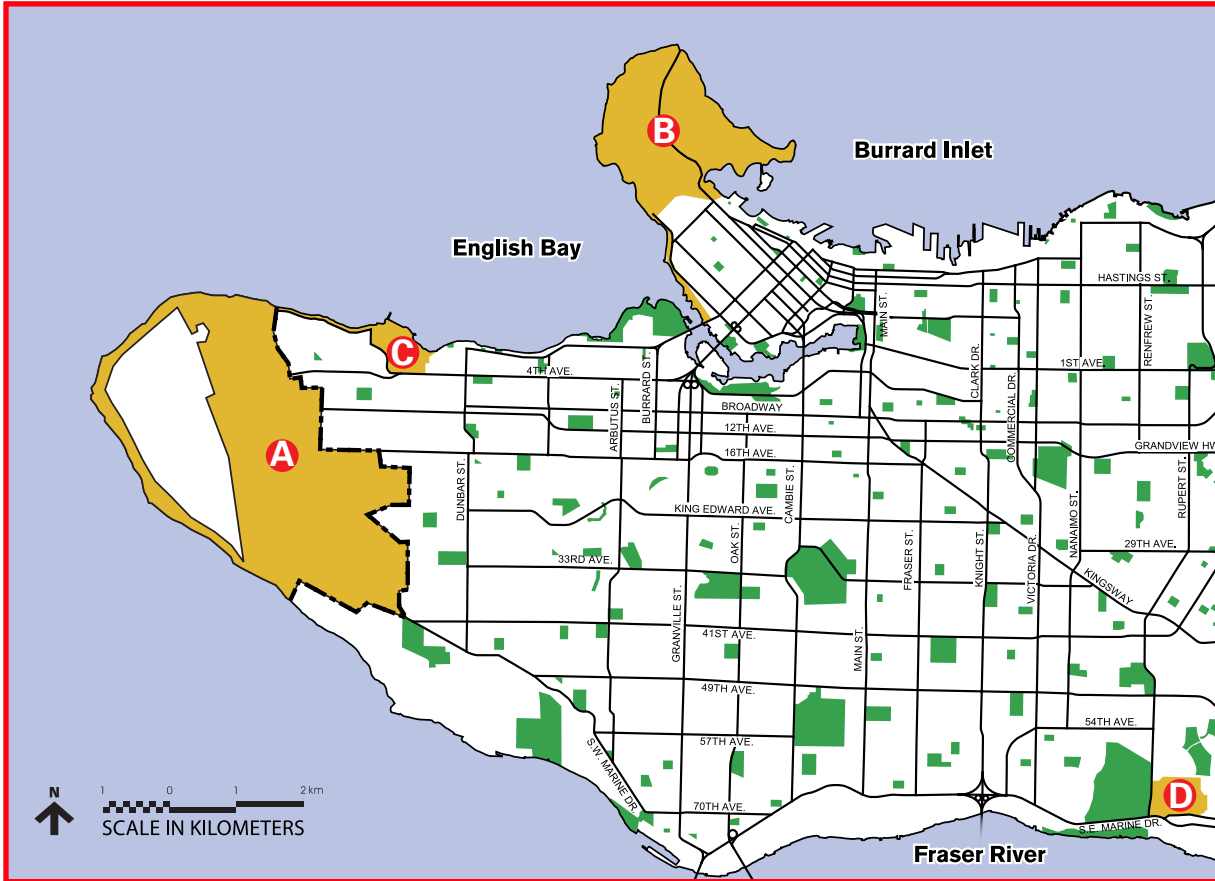 B
Burrard Inlet
English Bay
HASTINGS ST.
MAIN ST.
RENFREW ST.
C
1ST AVE.
4TH AVE.
CLARK DR.
BURRARD ST.
ARBUTUS ST.
COMMERCIAL DR.
BROADWAY
12TH AVE.
GRANDVIEW HW
16TH AVE.
A
DUNBAR ST.
CAMBIE ST.
RUPERT ST.
KING EDWARD AVE.
NANAIMO ST.
OAK ST.
29TH AVE.
33RD AVE.
FRASER ST.
KNIGHT ST.
VICTORIA DR.
KINGSWAY
GRANVILLE ST.
41ST AVE.
MAIN ST.
49TH AVE.
54TH AVE.
57TH AVE.
S.W. MARINE DR.
D
70TH AVE.
S.E. MARINE DR.
N
1 0 1 2 km
SCALE IN KILOMETERS
Fraser River